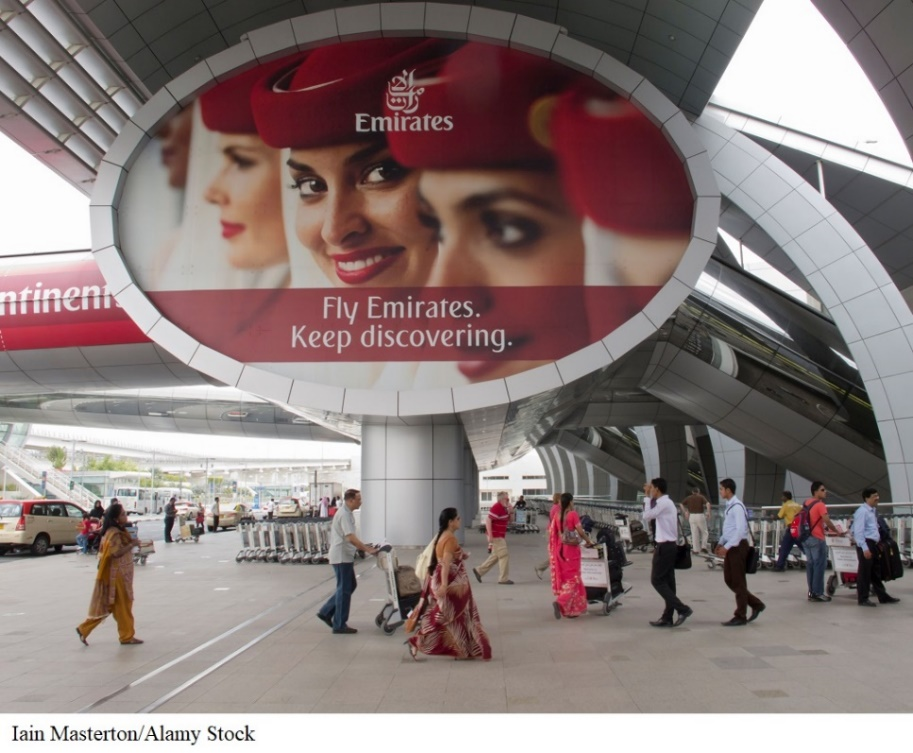 Emirates
Fly Emirates.
Keep discovering.
ntinent
Iain Masterton/Alamy Stock